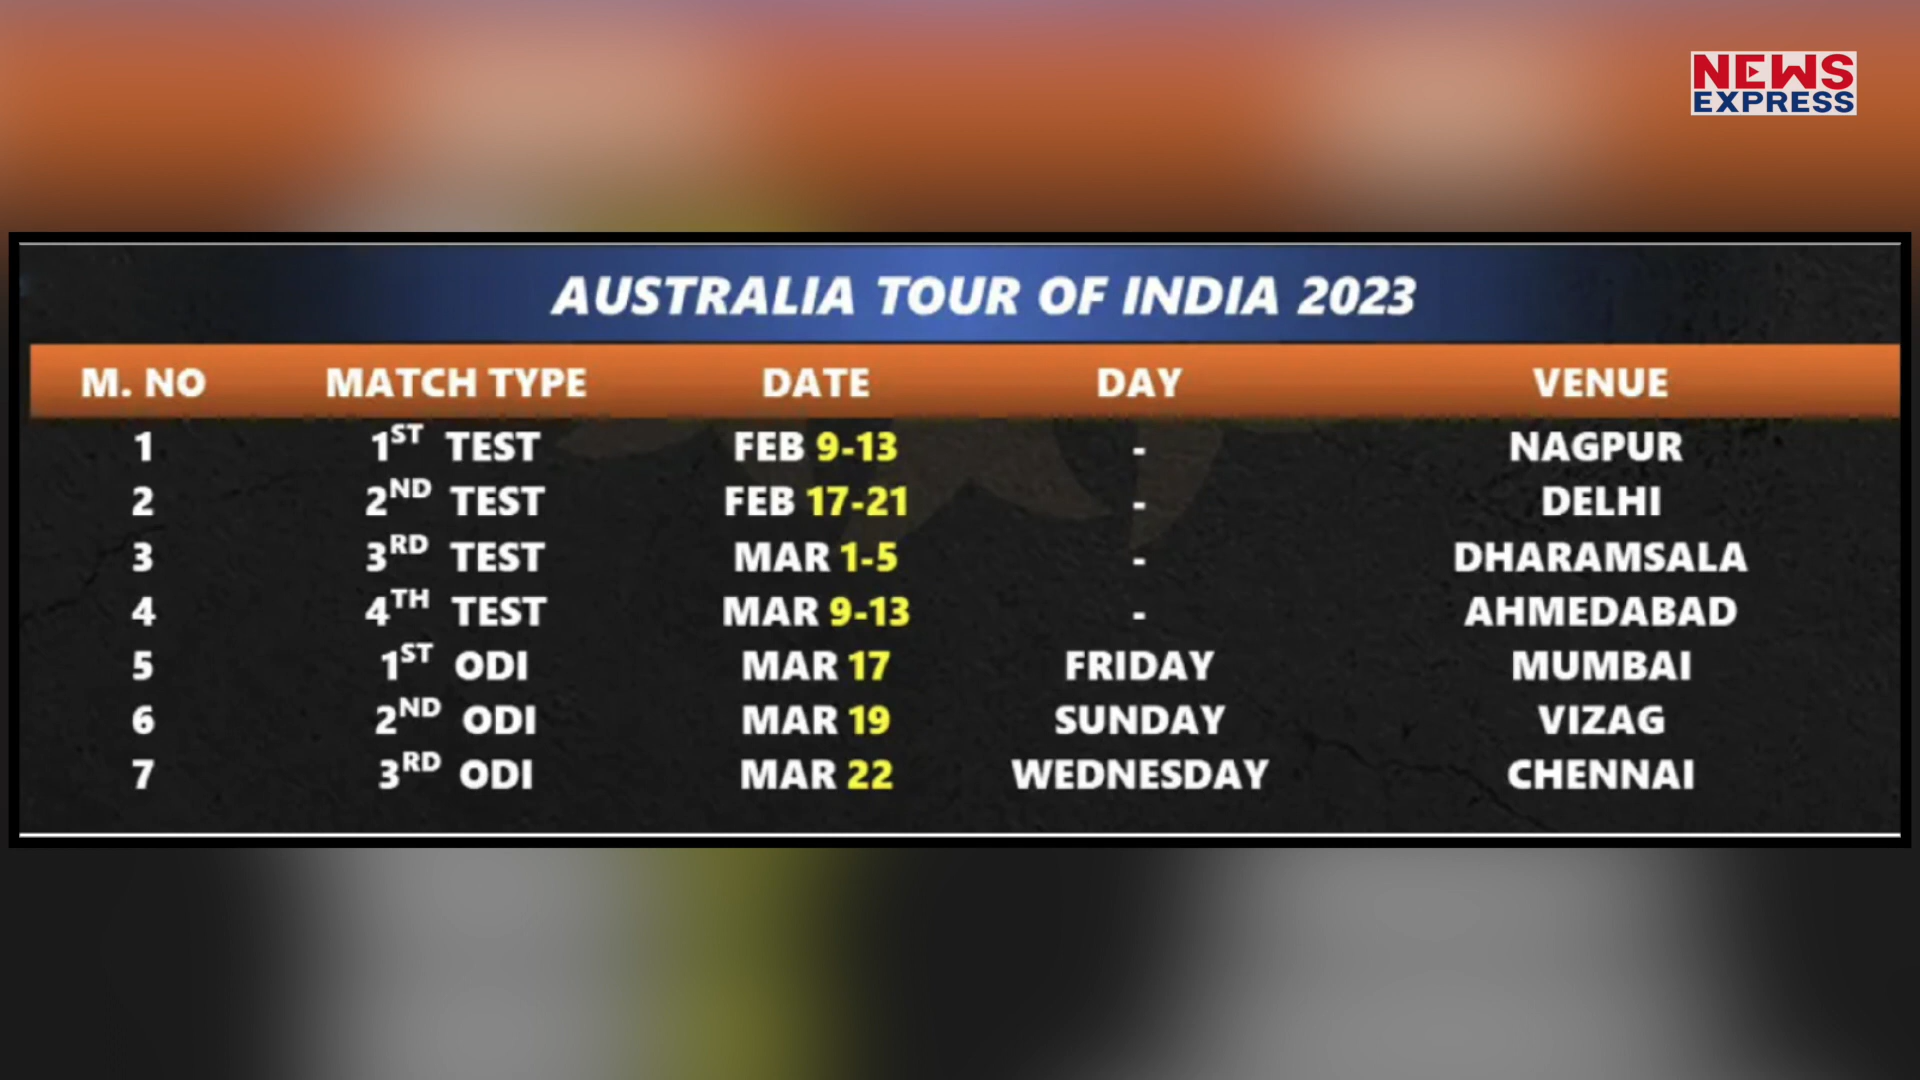 NEWS
EXPRESS
AUSTRALIA TOUR OF INDIA 2023
M. NO MATCH TYPE DATE DAY VENUE
1 1ST TEST FEB 9-13 - NAGPUR
2 2ND TEST FEB 17-21 - DELHI
3 3RD TEST MAR 1-5 - DHARAMSALA
4 4TH TEST MAR 9-13 - AHMEDABAD
5 1ST ODI MAR 17 FRIDAY MUMBAI
6 2ND ODI MAR 19 SUNDAY VIZAG
7 3RD ODI MAR 22 WEDNESDAY CHENNAI